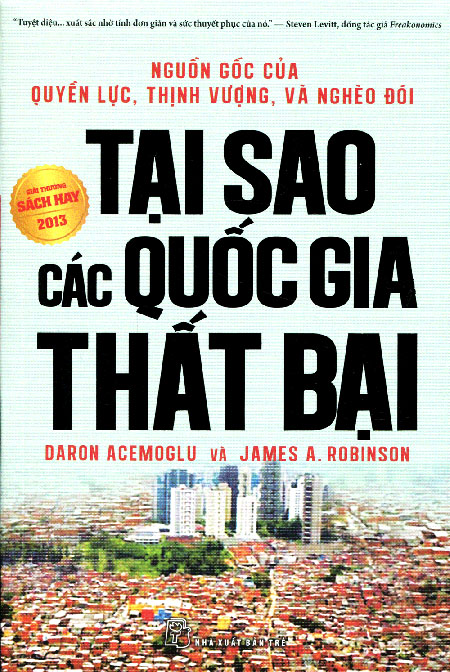 “Tuyệt diệu... xuất sắc nhờ tính đơn giản và sức thuyết phục của nó.” — Steven Levitt, đồng tác giả Freakonomics
NGUỒN GỐC CỦA
QUYỀN LỰC, THỊNH VƯỢNG, VÀ NGHÈO ĐÓI
TẠI SAO
GIẢI THƯỞNG
SÁCH HAY
2013
CÁC QUỐC GIA
THẤT BẠI
DARON ACEMOGLU VÀ JAMES A. ROBINSON
NHÀ XUẤT BẢN TRẺ